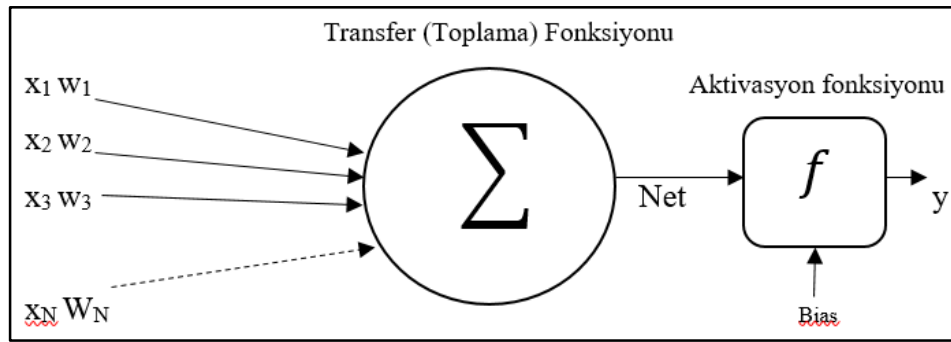 Transfer (Toplama) Fonksiyonu
x1 w1
Aktivasyon fonksiyonu
x2 w2
x3 w3
Σ
f
Net
y
xN WN
Bias